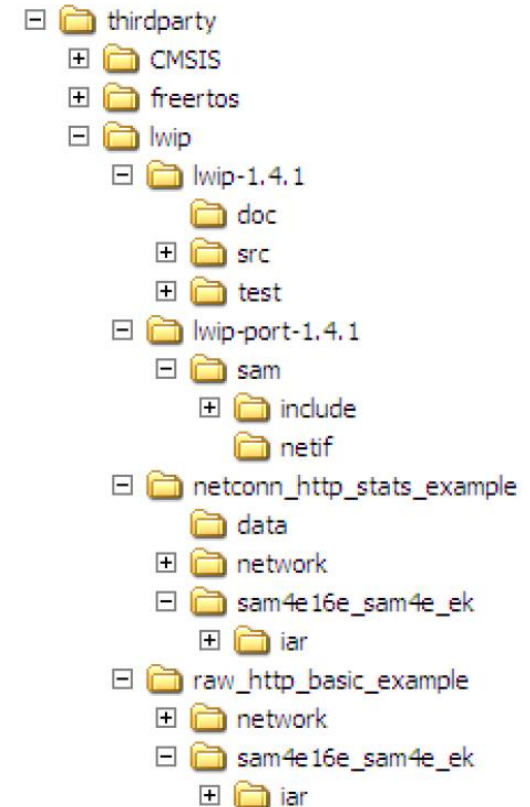 thirdparty
CMSIS
freertos
lwip
lwip-1.4.1
doc
src
test
lwip-port-1.4.1
sam
include
netif
netconn_http_stats_example
data
network
sam4e16e_sam4e_ek
iar
raw_http_basic_example
network
sam4e16e_sam4e_ek
iar